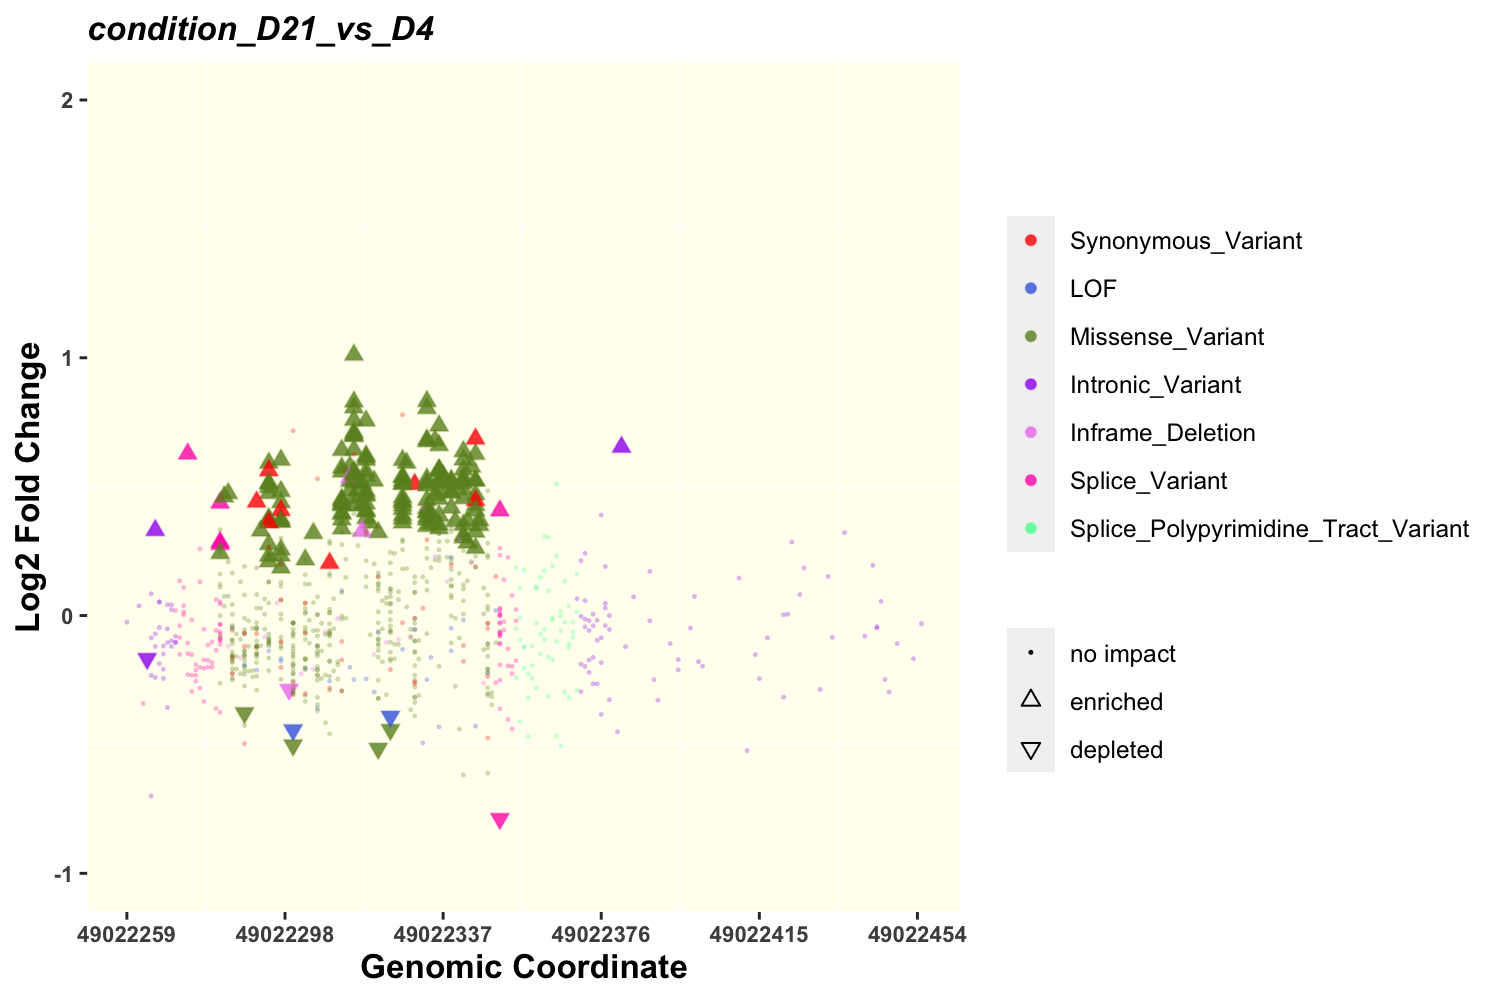 condition_D21_vs_D4
2
1
0
-1
Log2 Fold Change
49022259 49022298 49022337 49022376 49022415 49022454
Genomic Coordinate
Synonymous_Variant
LOF
Missense_Variant
Intronic_Variant
Inframe_Deletion
Splice_Variant
Splice_Polypyrimidine_Tract_Variant
no impact
enriched
depleted